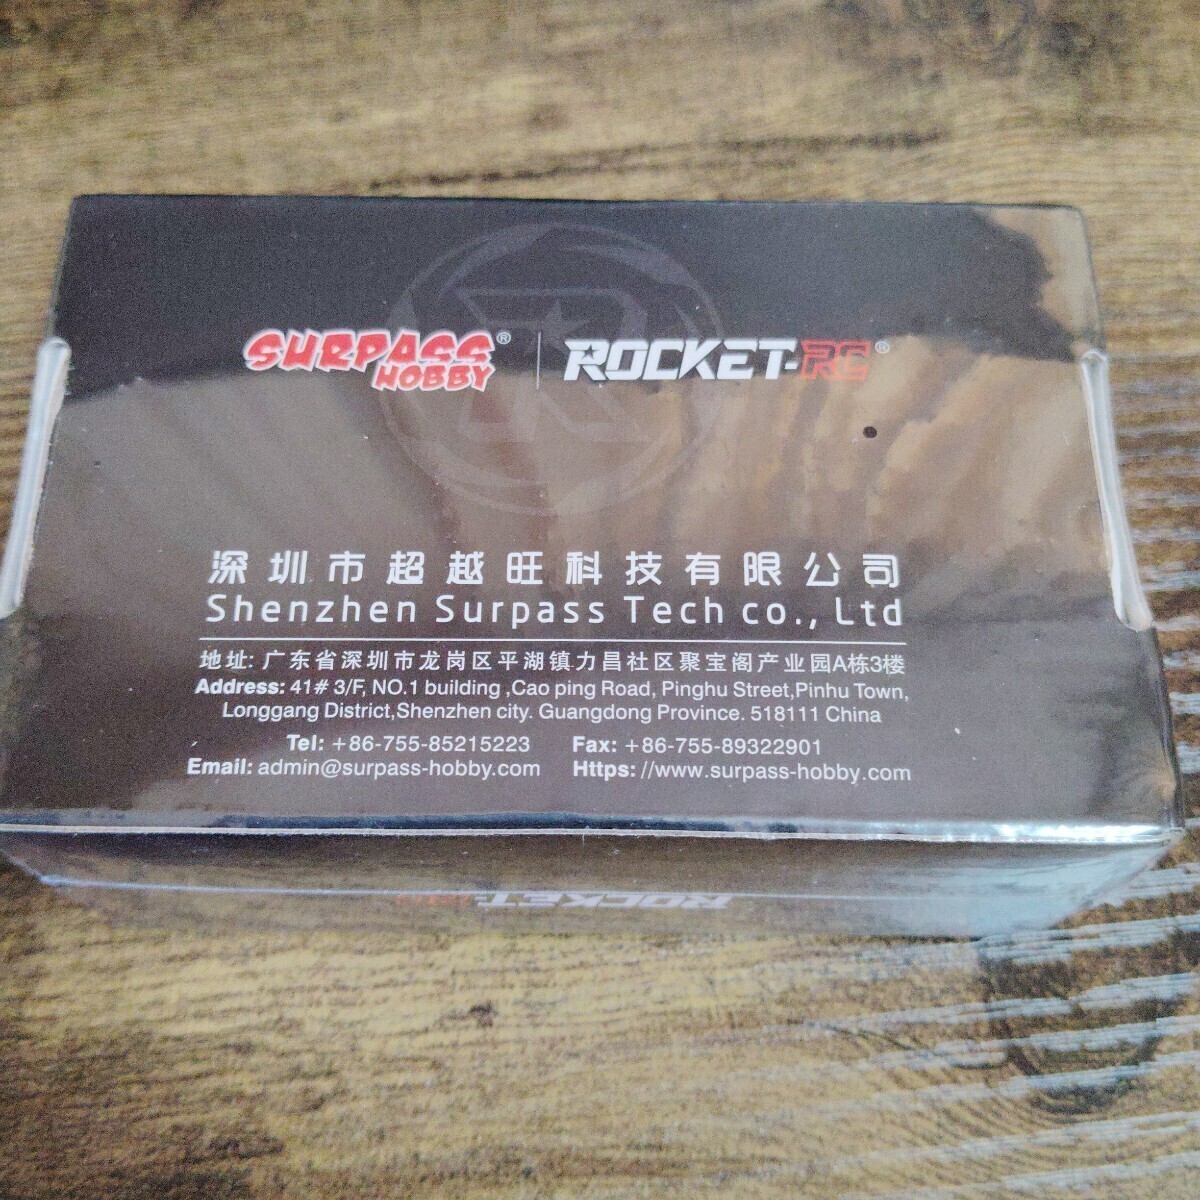 SURPASS® HOBBY | ROCKET-RC®
深圳市超越旺科技有限公司
Shenzhen Surpass Tech co., Ltd
地址: 广东省深圳市龙岗区平湖镇力昌社区聚宝阁产业园A栋3楼
Address: 41# 3/F, NO.1 building ,Cao ping Road, Pinghu Street,Pinhu Town,
Longgang District,Shenzhen city. Guangdong Province. 518111 China
Tel: +86-755-85215223 Fax: +86-755-89322901
Email: admin@surpass-hobby.com Https: //www.surpass-hobby.com
ROCKET-RC